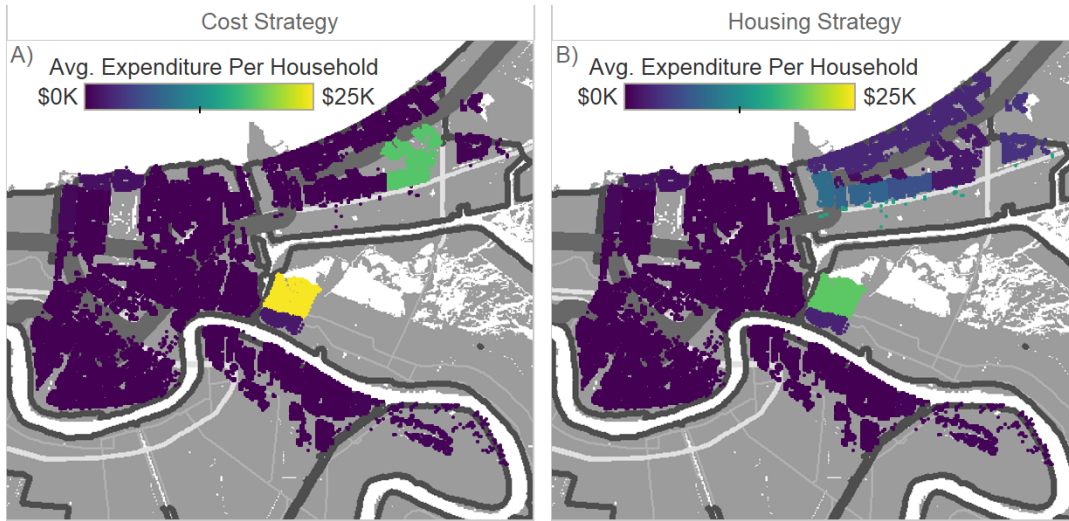 Cost Strategy
A)
Avg. Expenditure Per Household
$0K $25K
Housing Strategy
B)
Avg. Expenditure Per Household
$0K $25K